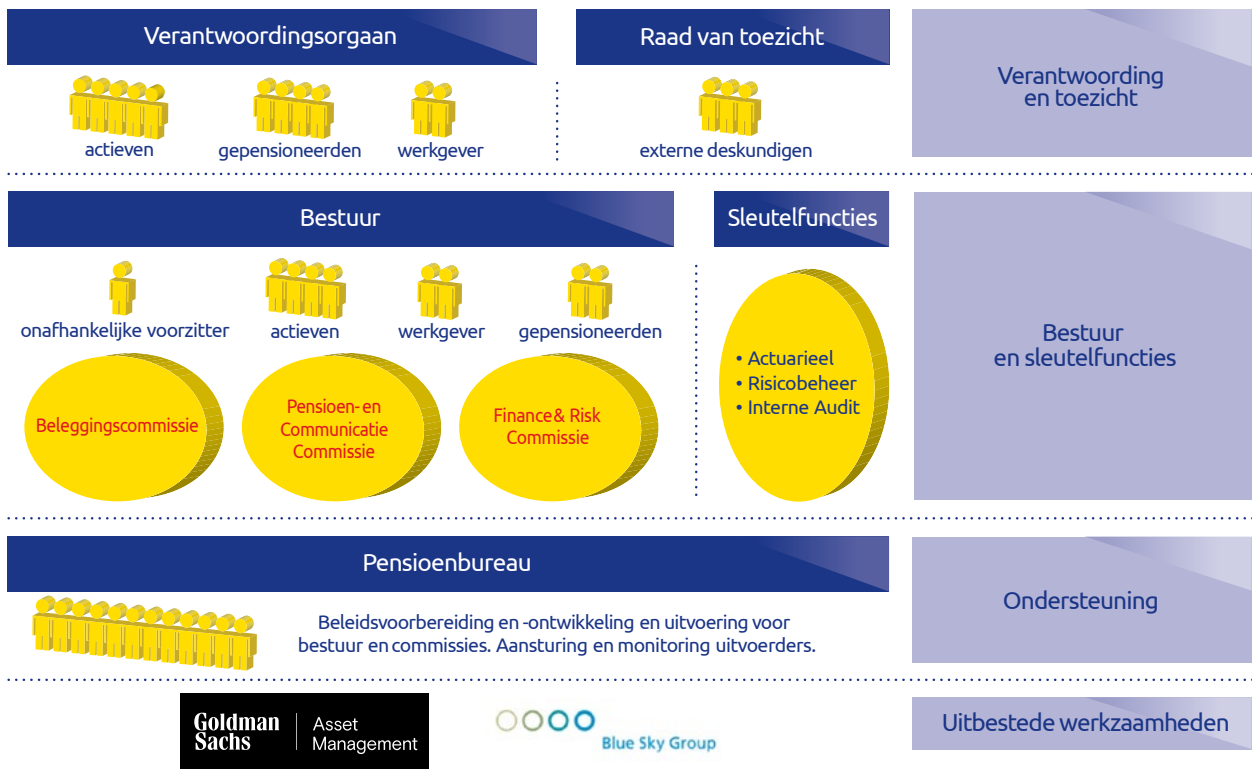 Verantwoordingsorgaan
Raad van toezicht
Verantwoording
en toezicht
actieven
gepensioneerden
werkgever
externe deskundigen
Bestuur
Sleutelfuncties
Bestuur
en sleutelfuncties
onafhankelijke voorzitter
actieven
werkgever
gepensioneerden
Beleggingscommissie
Pensioen- en
Communicatie
Commissie
Finance & Risk
Commissie
• Actuarieel
• Risicobeheer
• Interne Audit
Pensioenbureau
Ondersteuning
Beleidsvoorbereiding en -ontwikkeling en uitvoering voor
bestuur en commissies. Aansturing en monitoring uitvoerders.
Goldman
Sachs
Asset
Management
Blue Sky Group
Uitbestede werkzaamheden